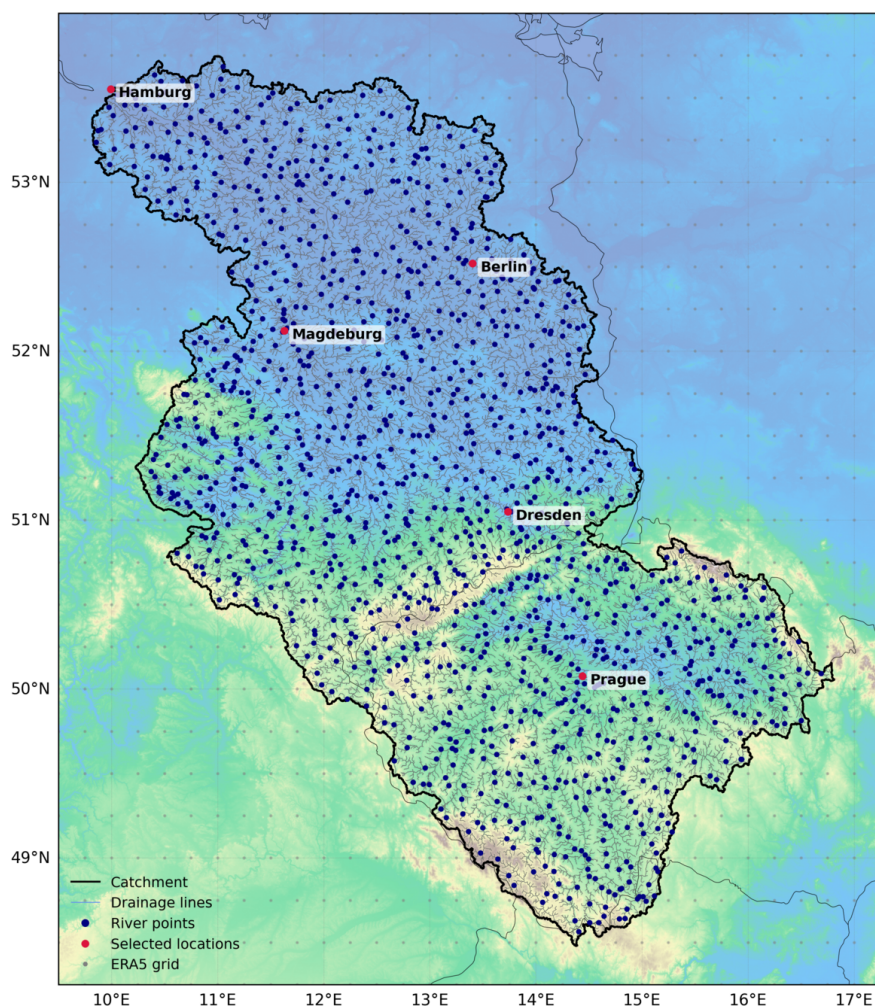 Hamburg
53°N
Berlin
Magdeburg
52°N
Dresden
51°N
Prague
50°N
49°N
Catchment
Drainage lines
River points
Selected locations
ERA5 grid
10°E 11°E 12°E 13°E 14°E 15°E 16°E 17°E